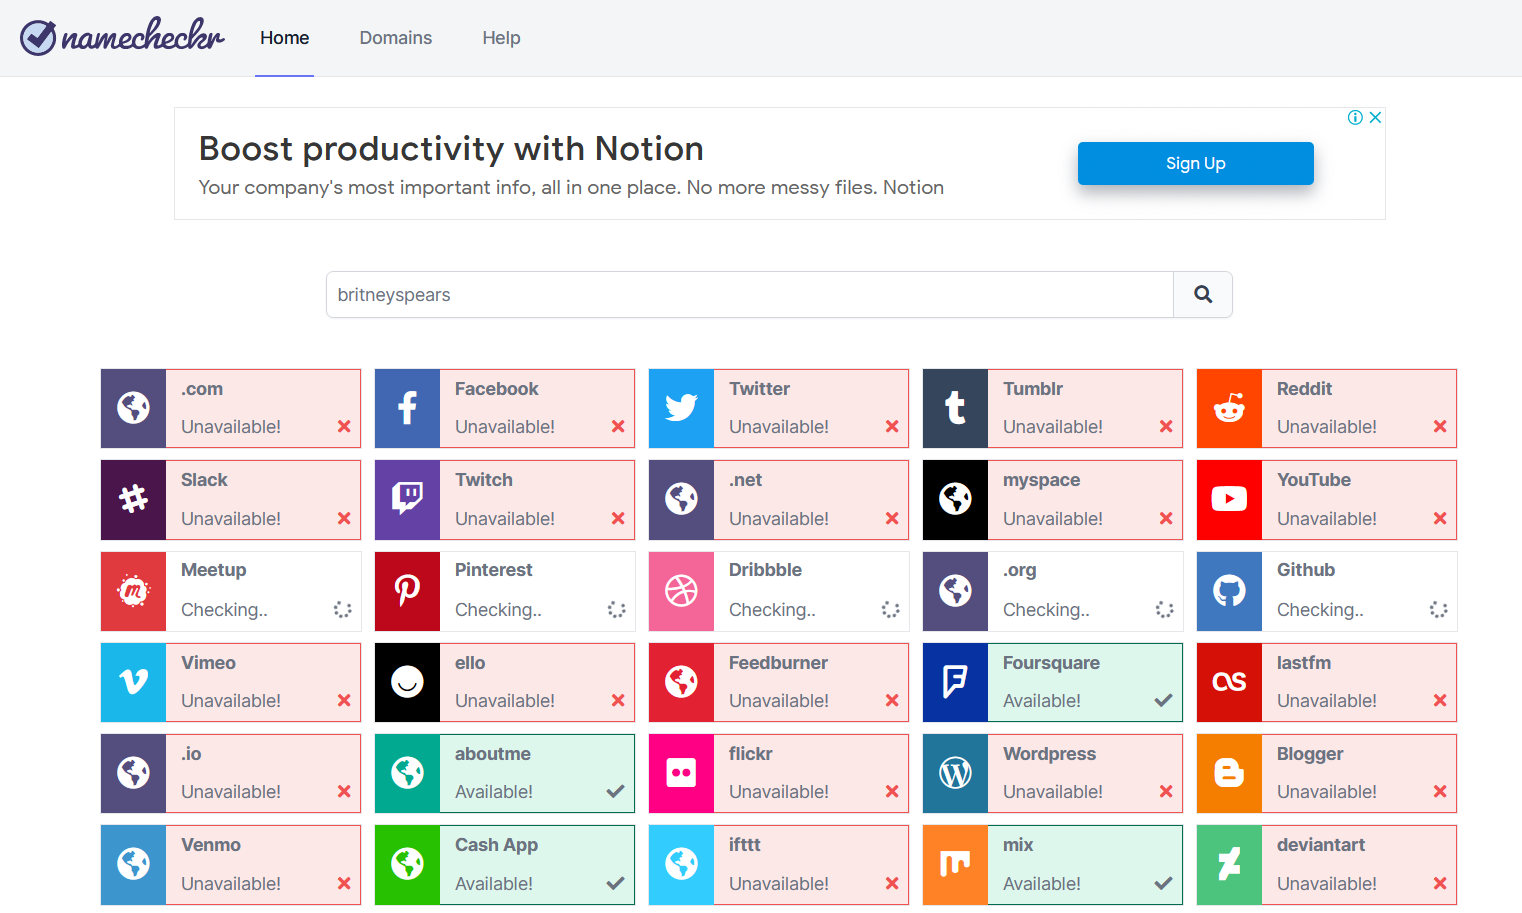 namecheckr Home Domains Help
Boost productivity with Notion
Your company's most important info, all in one place. No more messy files. Notion
Sign Up
britneyspears
.com Facebook Twitter Tumblr Reddit
Unavailable! Unavailable! Unavailable! Unavailable! Unavailable!
Slack Twitch .net myspace YouTube
Unavailable! Unavailable! Unavailable! Unavailable! Unavailable!
Meetup Pinterest Dribbble .org Github
Checking.. Checking.. Checking.. Checking.. Checking..
Vimeo ello Feedburner Foursquare lastfm
Unavailable! Unavailable! Unavailable! Available! Unavailable!
.io aboutme flickr Wordpress Blogger
Unavailable! Available! Unavailable! Unavailable! Unavailable!
Venmo Cash App ifttt mix deviantart
Unavailable! Available! Unavailable! Available! Unavailable!